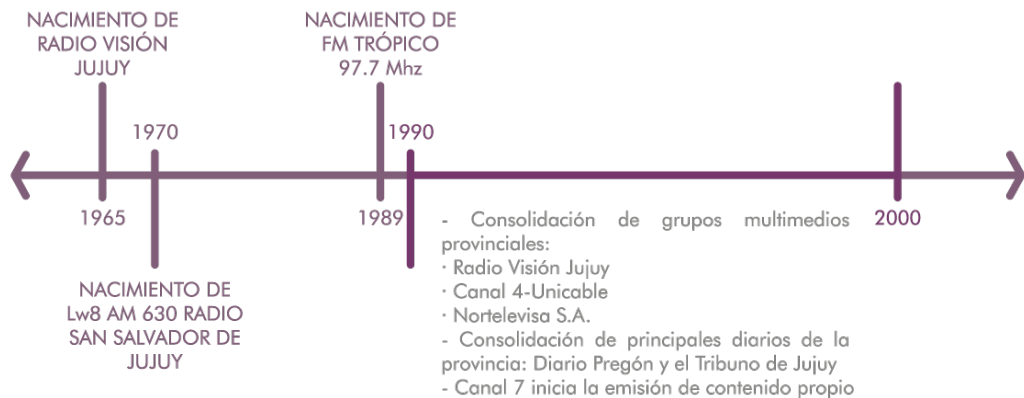 NACIMIENTO DE
RADIO VISIÓN
JUJUY
NACIMIENTO DE
FM TRÓPICO
97.7 Mhz
1970
1990
1965
1989
2000
NACIMIENTO DE
Lw8 AM 630 RADIO
SAN SALVADOR DE
JUJUY
- Consolidación de grupos multimedios
provinciales:
· Radio Visión Jujuy
· Canal 4-Unicable
· Nortelevisa S.A.
- Consolidación de principales diarios de la
provincia: Diario Pregón y el Tribuno de Jujuy
- Canal 7 inicia la emisión de contenido propio